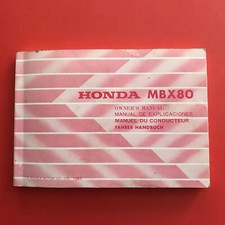 HONDA MBX80
OWNER'S MANUAL
MANUAL DE EXPLICACIONES
MANUEL DU CONDUCTEUR
FAHRER HANDBUCH